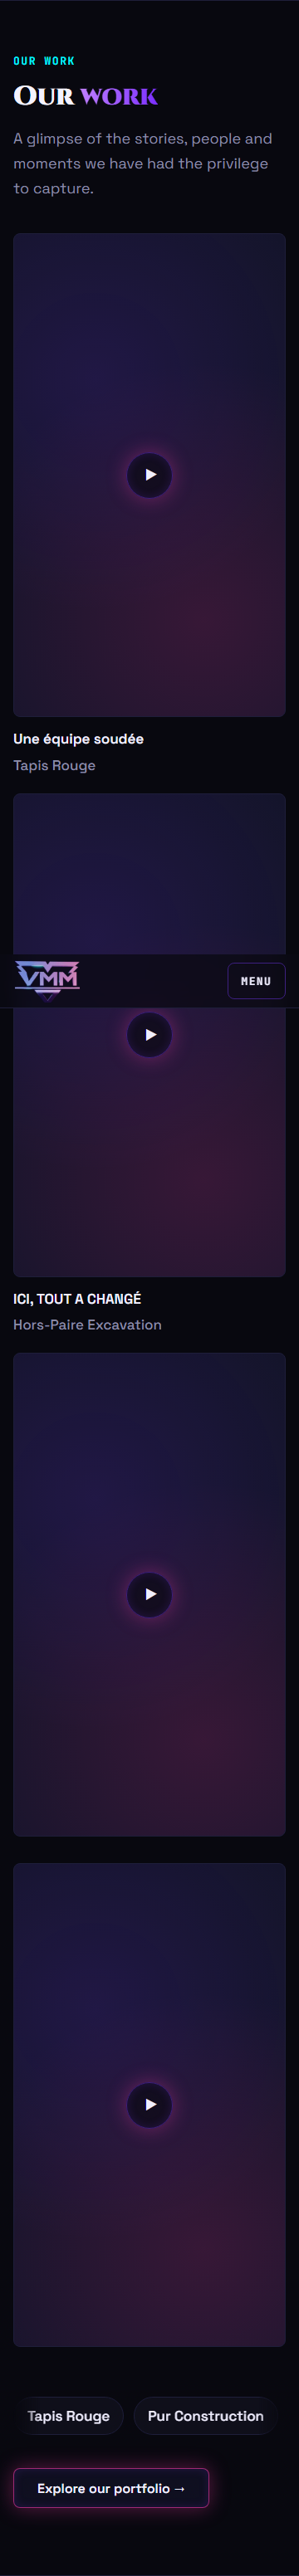 OUR WORK
OUR WORK
A glimpse of the stories, people and
moments we have had the privilege
to capture.
Une équipe soudée
Tapis Rouge
VMM
MENU
ICI, TOUT A CHANGÉ
Hors-Paire Excavation
Tapis Rouge
Pur Construction
Explore our portfolio →